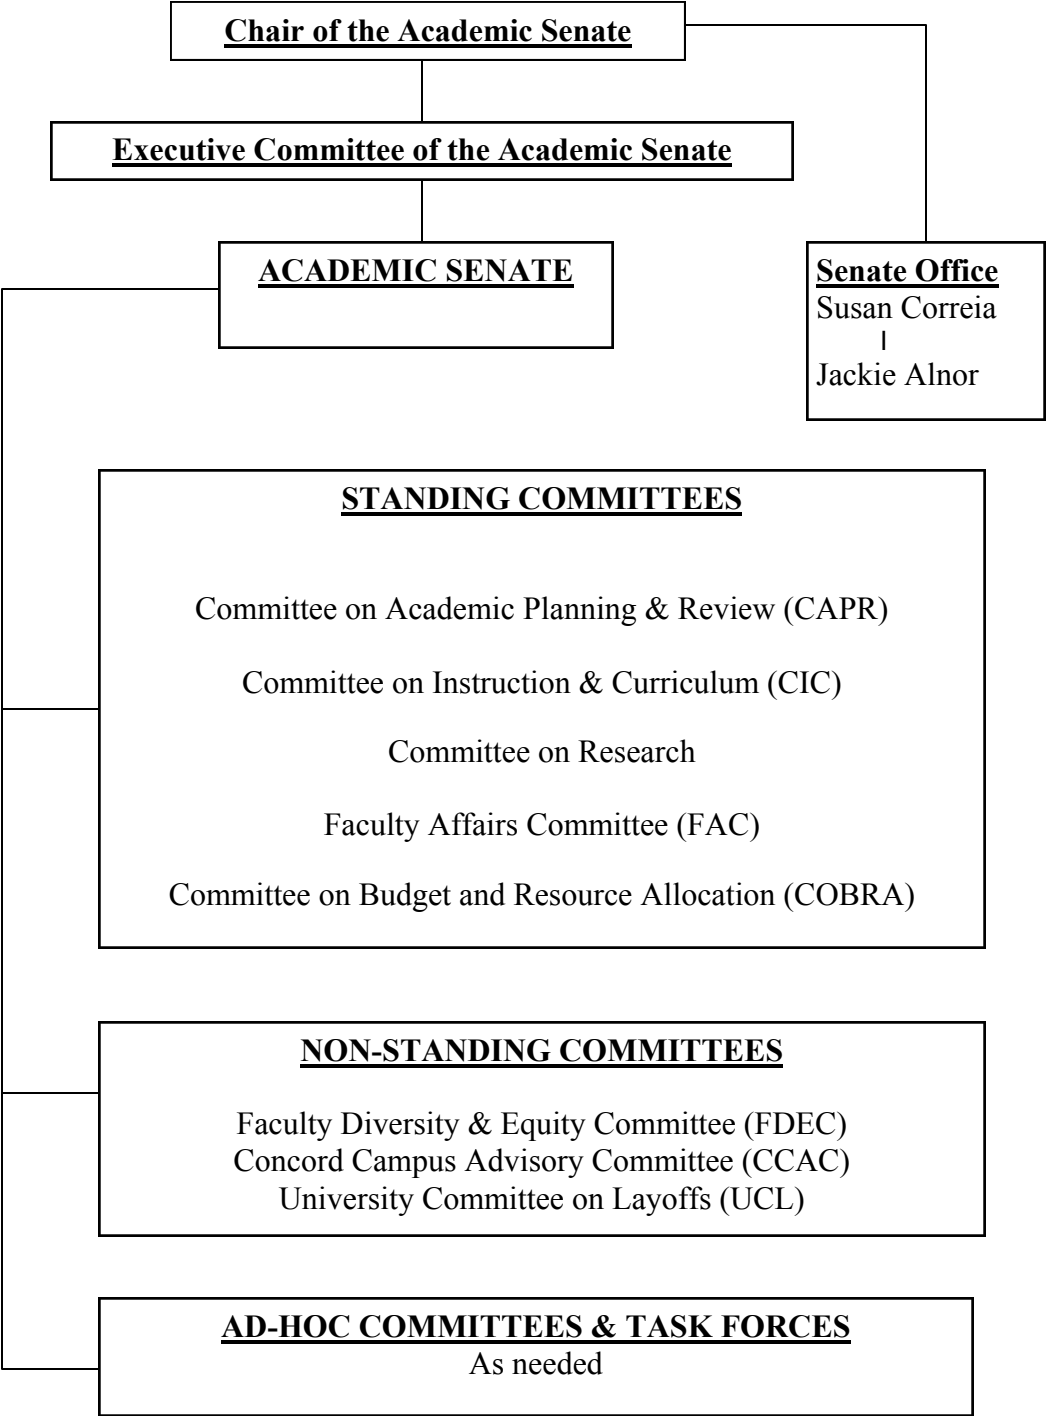 Chair of the Academic Senate
Executive Committee of the Academic Senate
ACADEMIC SENATE
Senate Office
Susan Correia
Jackie Alnor
STANDING COMMITTEES
Committee on Academic Planning & Review (CAPR)
Committee on Instruction & Curriculum (CIC)
Committee on Research
Faculty Affairs Committee (FAC)
Committee on Budget and Resource Allocation (COBRA)
NON-STANDING COMMITTEES
Faculty Diversity & Equity Committee (FDEC)
Concord Campus Advisory Committee (CCAC)
University Committee on Layoffs (UCL)
AD-HOC COMMITTEES & TASK FORCES
As needed